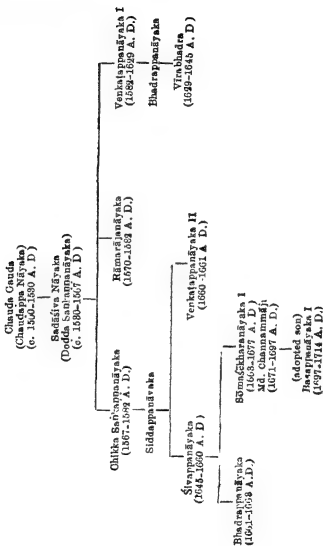 Chauda Gauda
(Chaudappa Nāyaka)
(c. 1500-1530 A. D.)
Sadāśiva Nāyaka
(Dodda Saṅkaṇṇanāyaka)
(c. 1530-1567 A. D.)
Chikka Saṅkaṇṇanāyaka
(1567-1582 A. D.)
Rāmarājanāyaka
(1570-1582 A. D.)
Venkaṭappanāyaka I
(1582-1629 A. D.)
Siddappanāyaka
Bhadrappanāyaka
Vīrabhadra
(1629-1645 A. D)
Śivappanāyaka
(1645-1660 A. D)
Venkaṭappanāyaka II
(1660-1661 A D.)
Bhadrappanāyaka
(1661-1663 A.D.)
Sōmaśēkharanāyaka I
(1663-1677 A. D)
Md. Channammāji
(1671-1697 A. D.)
(adopted son)
Basappanāyaka I
(1697-1714 A.D.)